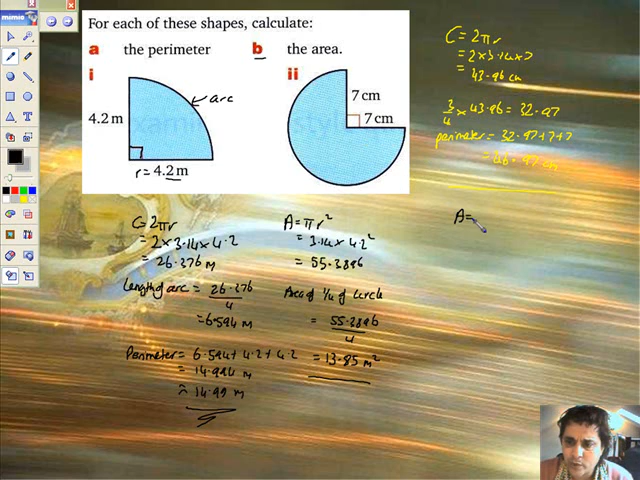 mimio
For each of these shapes, calculate:
a the perimeter
b the area.
i
ii
4.2 m
arc
r = 4.2 m
7 cm
7 cm
C = 2πr
= 2 × 3.14 × 4.2
= 26.376 m
Length of arc = 26.376
4
= 6.594 m
Perimeter = 6.594 + 4.2 + 4.2
= 14.994 m
≈ 14.99 m
A = πr²
= 3.14 × 4.2²
= 55.3896
Area of 1/4 of circle
= 55.3896
4
= 13.85 m²
C = 2πr
= 2 × 3.14 × 7
= 43.96 cm
3/4 × 43.96 = 32.97
perimeter = 32.97 + 7 + 7
= 46.97 cm
A =